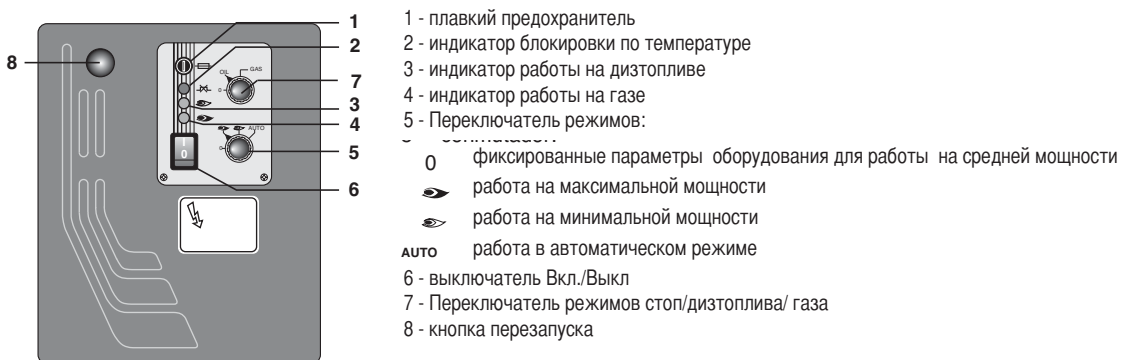 1
2
3
4
5
6
7
8
OIL
GAS
0
AUTO
0
I
0
1 - плавкий предохранитель
2 - индикатор блокировки по температуре
3 - индикатор работы на дизтопливе
4 - индикатор работы на газе
5 - Переключатель режимов:
0 фиксированные параметры оборудования для работы на средней мощности
работа на максимальной мощности
работа на минимальной мощности
AUTO работа в автоматическом режиме
6 - выключатель Вкл./Выкл
7 - Переключатель режимов стоп/дизтоплива/ газа
8 - кнопка перезапуска